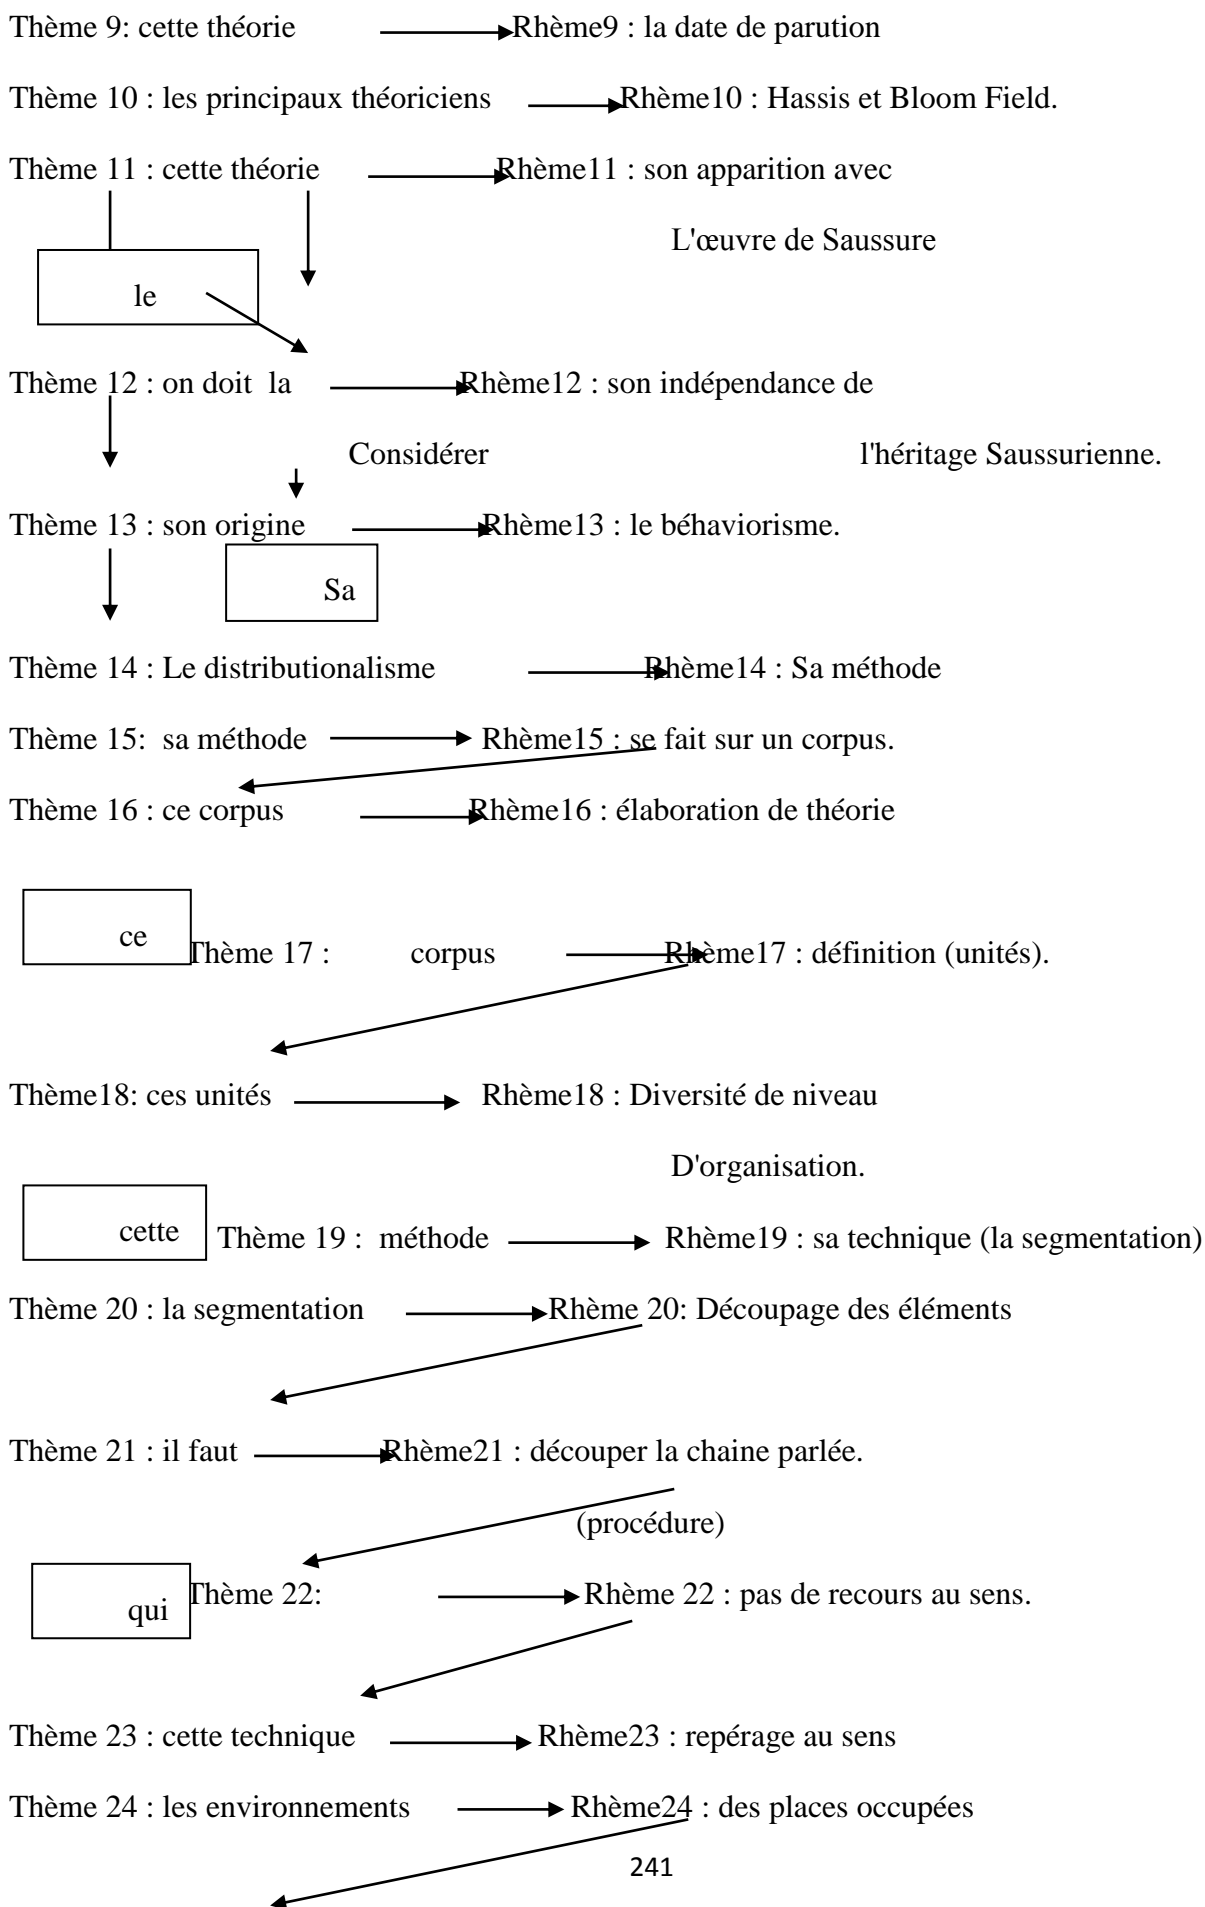 Thème 9: cette théorie Rhème9 : la date de parution
Thème 10 : les principaux théoriciens Rhème10 : Hassis et Bloom Field.
Thème 11 : cette théorie Rhème11 : son apparition avec
L'œuvre de Saussure
le
Thème 12 : on doit la Rhème12 : son indépendance de
Considérer l'héritage Saussurienne.
Thème 13 : son origine Rhème13 : le béhaviorisme.
Sa
Thème 14 : Le distributionalisme Rhème14 : Sa méthode
Thème 15: sa méthode Rhème15 : se fait sur un corpus.
Thème 16 : ce corpus Rhème16 : élaboration de théorie
ce Thème 17 : corpus Rhème17 : définition (unités).
Thème18: ces unités Rhème18 : Diversité de niveau
D'organisation.
cette Thème 19 : méthode Rhème19 : sa technique (la segmentation)
Thème 20 : la segmentation Rhème 20: Découpage des éléments
Thème 21 : il faut Rhème21 : découper la chaine parlée.
(procédure)
qui Thème 22: Rhème 22 : pas de recours au sens.
Thème 23 : cette technique Rhème23 : repérage au sens
Thème 24 : les environnements Rhème24 : des places occupées
241